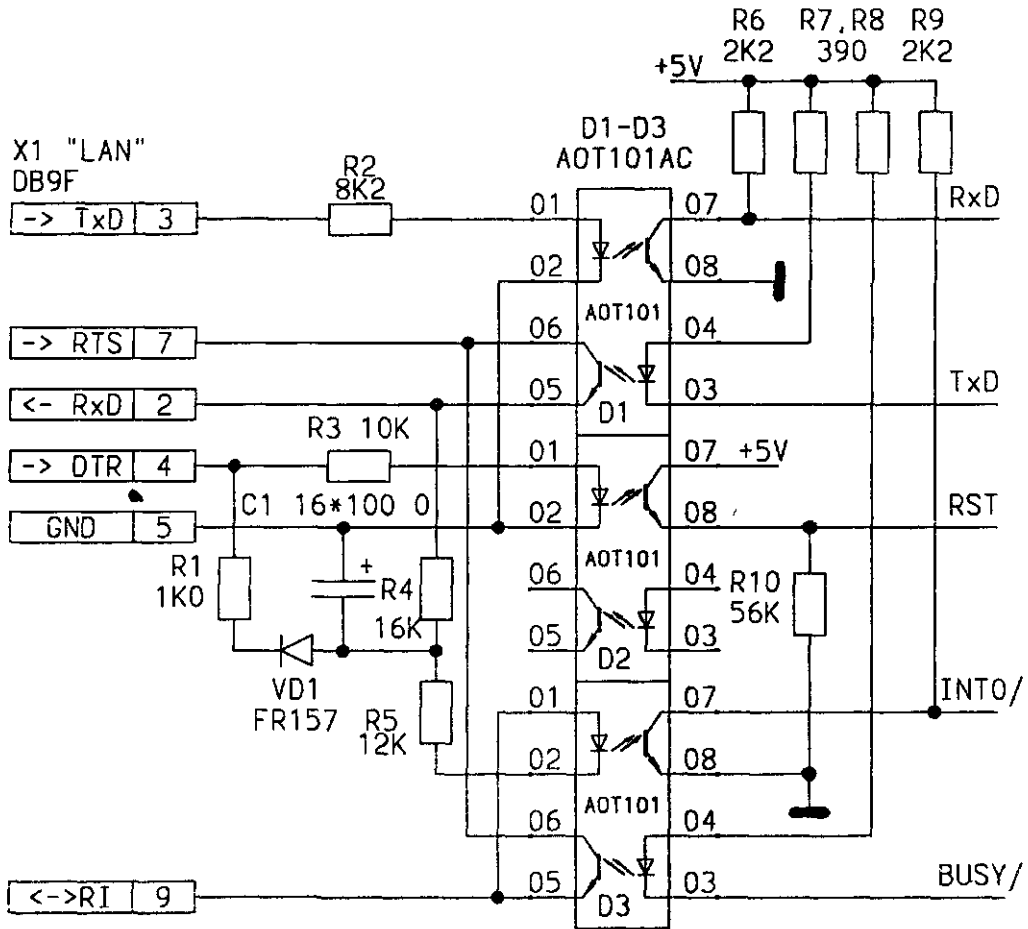 R6 R7,R8 R9
2K2 390 2K2
+5V
D1-D3
AOT101AC
X1 "LAN"
DB9F
R2
8K2
-> TxD 3
01 07 RxD
02 08
AOT101
-> RTS 7
06 04
<- RxD 2
05 03 TxD
D1
R3 10K
-> DTR 4
01 07 +5V
C1 16*100 0
GND 5
02 08 RST
AOT101
R1
1K0
+
R4
16K
06 04
R10
56K
05 03
D2
VD1
FR157
R5
12K
01 07 INT0/
02 08
AOT101
06 04
<->RI 9
05 03 BUSY/
D3